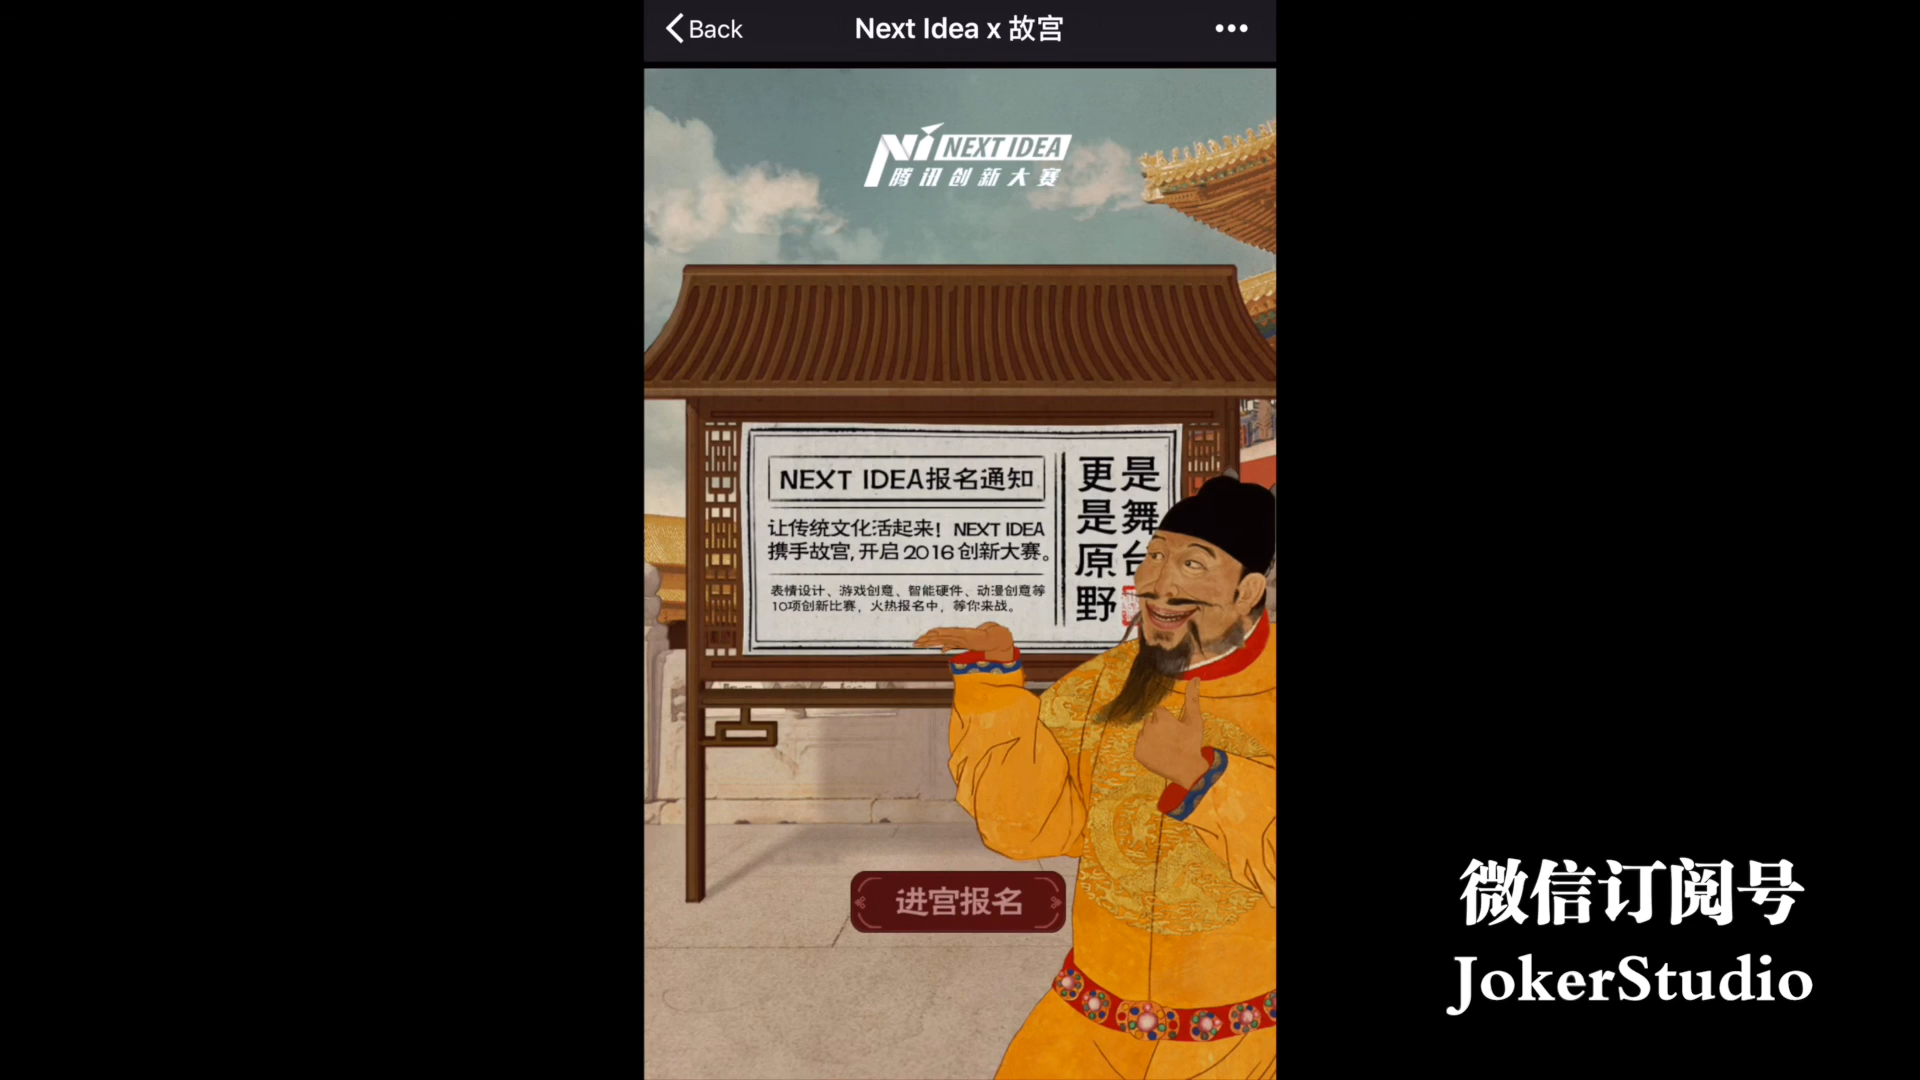 Back
Next Idea x 故宫
NEXT IDEA
腾讯创新大赛
NEXT IDEA报名通知
让传统文化活起来！NEXT IDEA
携手故宫，开启2016创新大赛。
表情设计、游戏创意、智能硬件、动漫创意等
10项创新比赛，火热报名中，等你来战。
是舞台
更是原野
进宫报名
微信订阅号
JokerStudio